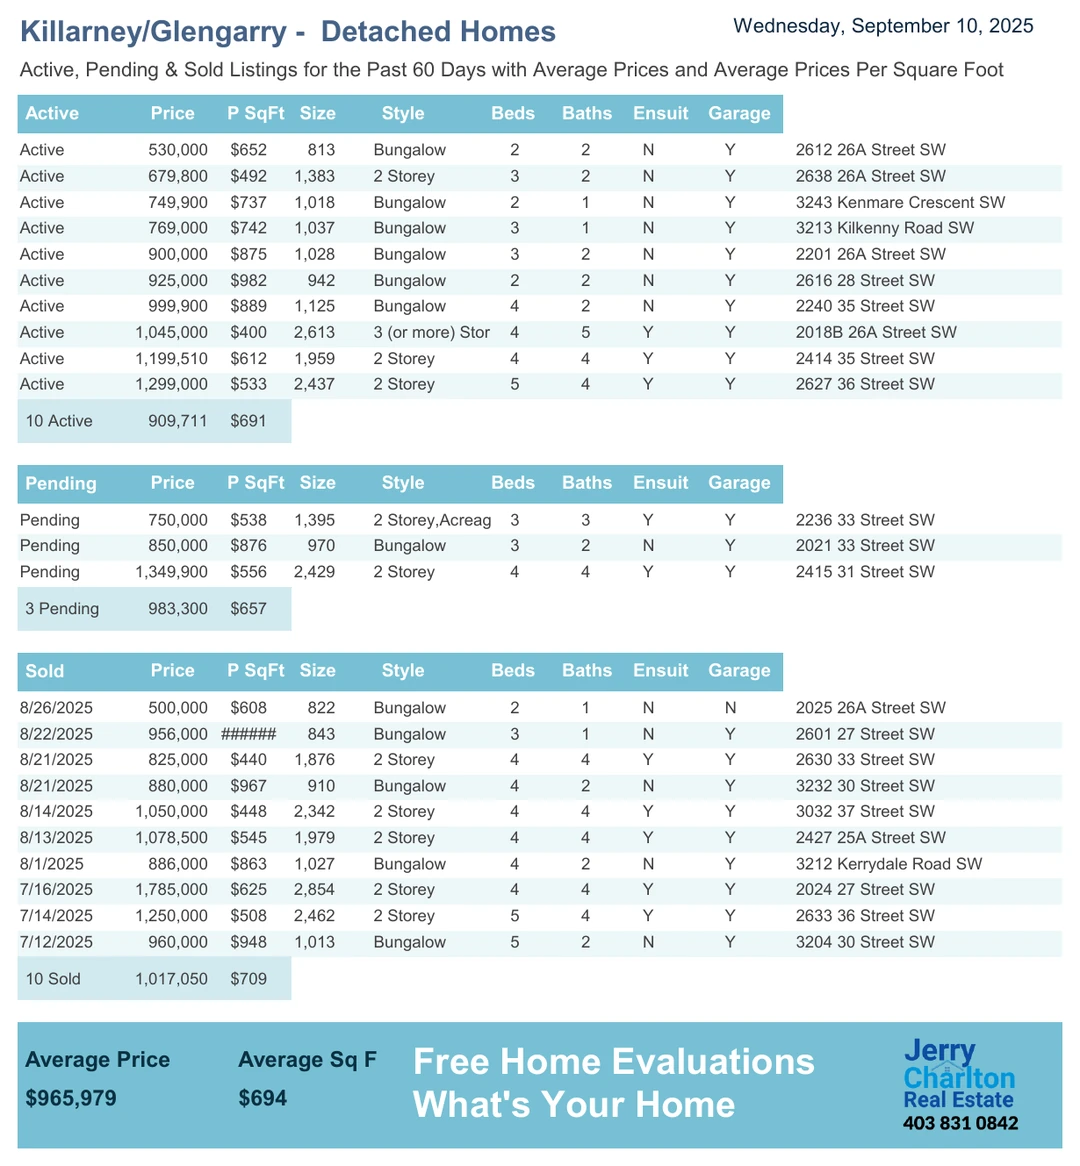 Killarney/Glengarry - Detached Homes
Wednesday, September 10, 2025
Active, Pending & Sold Listings for the Past 60 Days with Average Prices and Average Prices Per Square Foot
Active Price P SqFt Size Style Beds Baths Ensuit Garage
Active 530,000 $652 813 Bungalow 2 2 N Y 2612 26A Street SW
Active 679,800 $492 1,383 2 Storey 3 2 N Y 2638 26A Street SW
Active 749,900 $737 1,018 Bungalow 2 1 N Y 3243 Kenmare Crescent SW
Active 769,000 $742 1,037 Bungalow 3 1 N Y 3213 Kilkenny Road SW
Active 900,000 $875 1,028 Bungalow 3 2 N Y 2201 26A Street SW
Active 925,000 $982 942 Bungalow 2 2 N Y 2616 28 Street SW
Active 999,900 $889 1,125 Bungalow 4 2 N Y 2240 35 Street SW
Active 1,045,000 $400 2,613 3 (or more) Stor 4 5 Y Y 2018B 26A Street SW
Active 1,199,510 $612 1,959 2 Storey 4 4 Y Y 2414 35 Street SW
Active 1,299,000 $533 2,437 2 Storey 5 4 Y Y 2627 36 Street SW
10 Active 909,711 $691
Pending Price P SqFt Size Style Beds Baths Ensuit Garage
Pending 750,000 $538 1,395 2 Storey,Acreag 3 3 Y Y 2236 33 Street SW
Pending 850,000 $876 970 Bungalow 3 2 N Y 2021 33 Street SW
Pending 1,349,900 $556 2,429 2 Storey 4 4 Y Y 2415 31 Street SW
3 Pending 983,300 $657
Sold Price P SqFt Size Style Beds Baths Ensuit Garage
8/26/2025 500,000 $608 822 Bungalow 2 1 N N 2025 26A Street SW
8/22/2025 956,000 ###### 843 Bungalow 3 1 N Y 2601 27 Street SW
8/21/2025 825,000 $440 1,876 2 Storey 4 4 Y Y 2630 33 Street SW
8/21/2025 880,000 $967 910 Bungalow 4 2 N Y 3232 30 Street SW
8/14/2025 1,050,000 $448 2,342 2 Storey 4 4 Y Y 3032 37 Street SW
8/13/2025 1,078,500 $545 1,979 2 Storey 4 4 Y Y 2427 25A Street SW
8/1/2025 886,000 $863 1,027 Bungalow 4 2 N Y 3212 Kerrydale Road SW
7/16/2025 1,785,000 $625 2,854 2 Storey 4 4 Y Y 2024 27 Street SW
7/14/2025 1,250,000 $508 2,462 2 Storey 5 4 Y Y 2633 36 Street SW
7/12/2025 960,000 $948 1,013 Bungalow 5 2 N Y 3204 30 Street SW
10 Sold 1,017,050 $709
Average Price Average Sq F
$965,979 $694
Free Home Evaluations
What's Your Home
Jerry
Charlton
Real Estate
403 831 0842